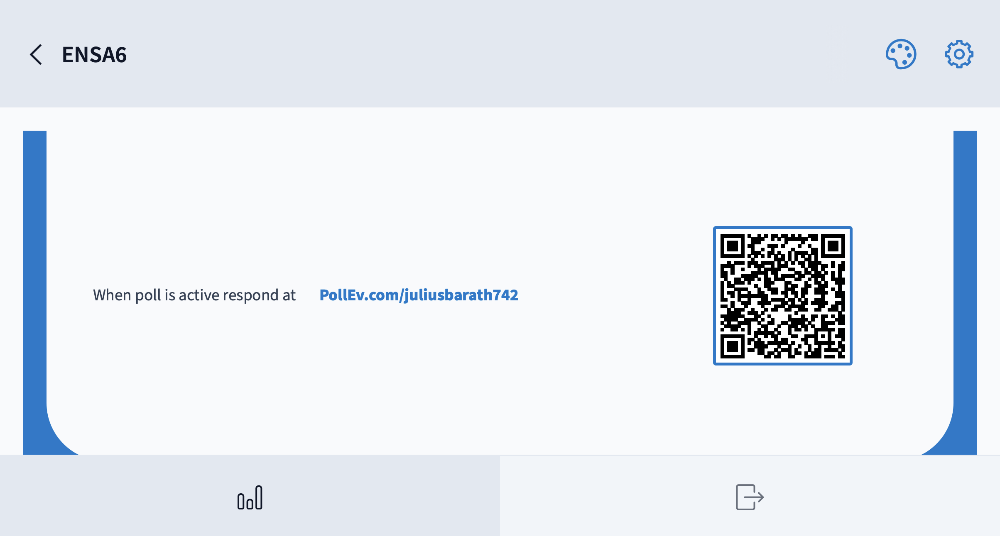 ENSA6
When poll is active respond at PollEv.com/juliusbarath742